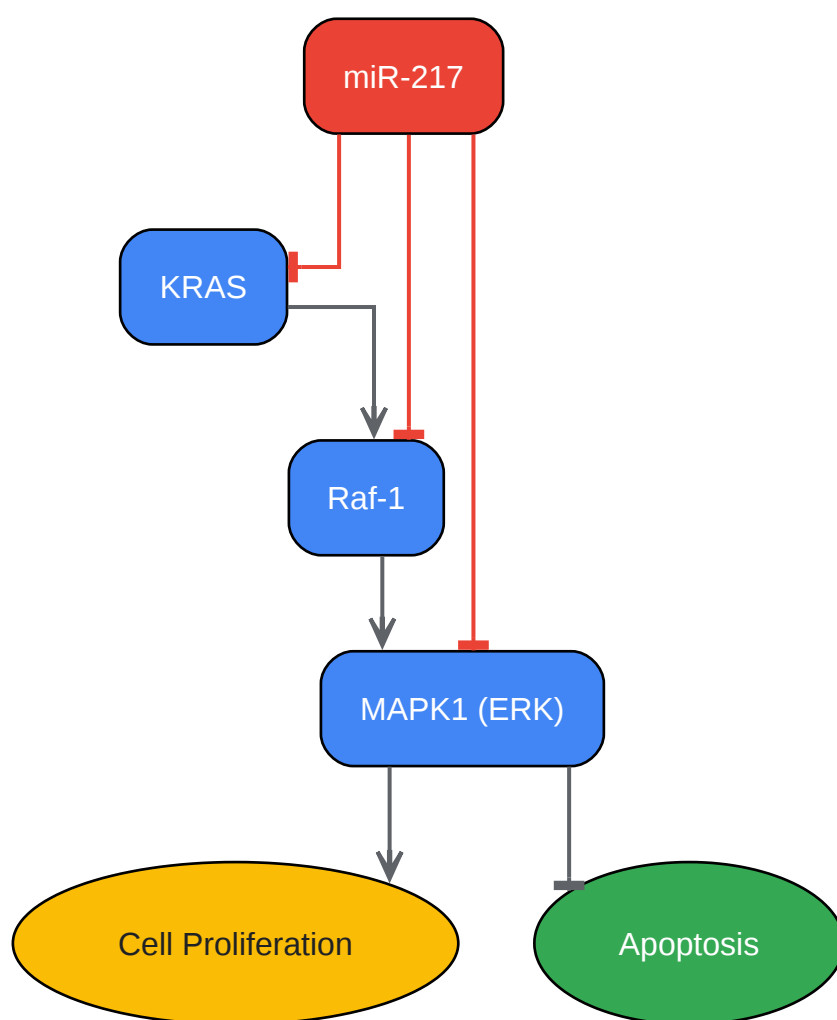 miR-217
KRAS
Raf-1
MAPK1 (ERK)
Cell Proliferation
Apoptosis